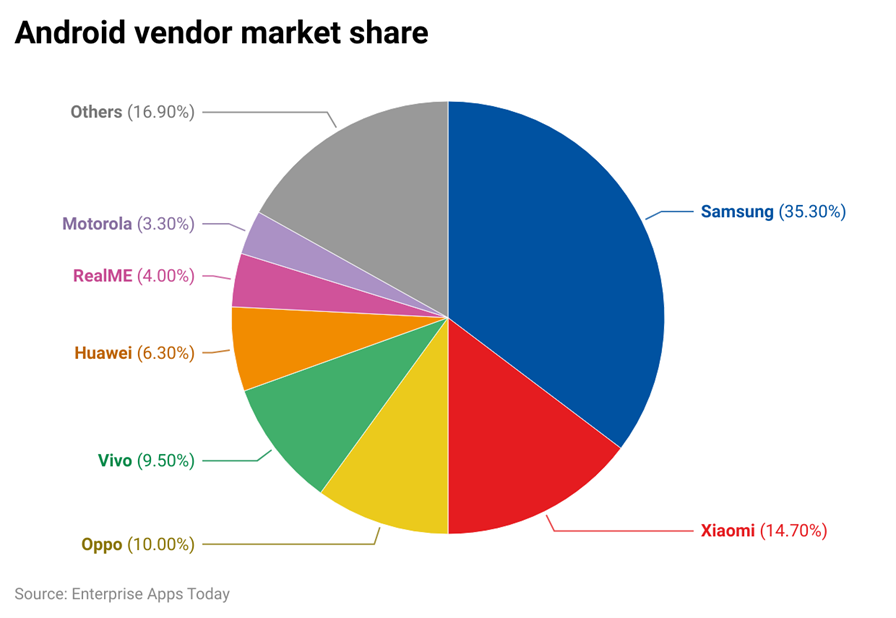 Android vendor market share
Others (16.90%)
Samsung (35.30%)
Motorola (3.30%)
RealME (4.00%)
Huawei (6.30%)
Vivo (9.50%)
Xiaomi (14.70%)
Oppo (10.00%)
Source: Enterprise Apps Today